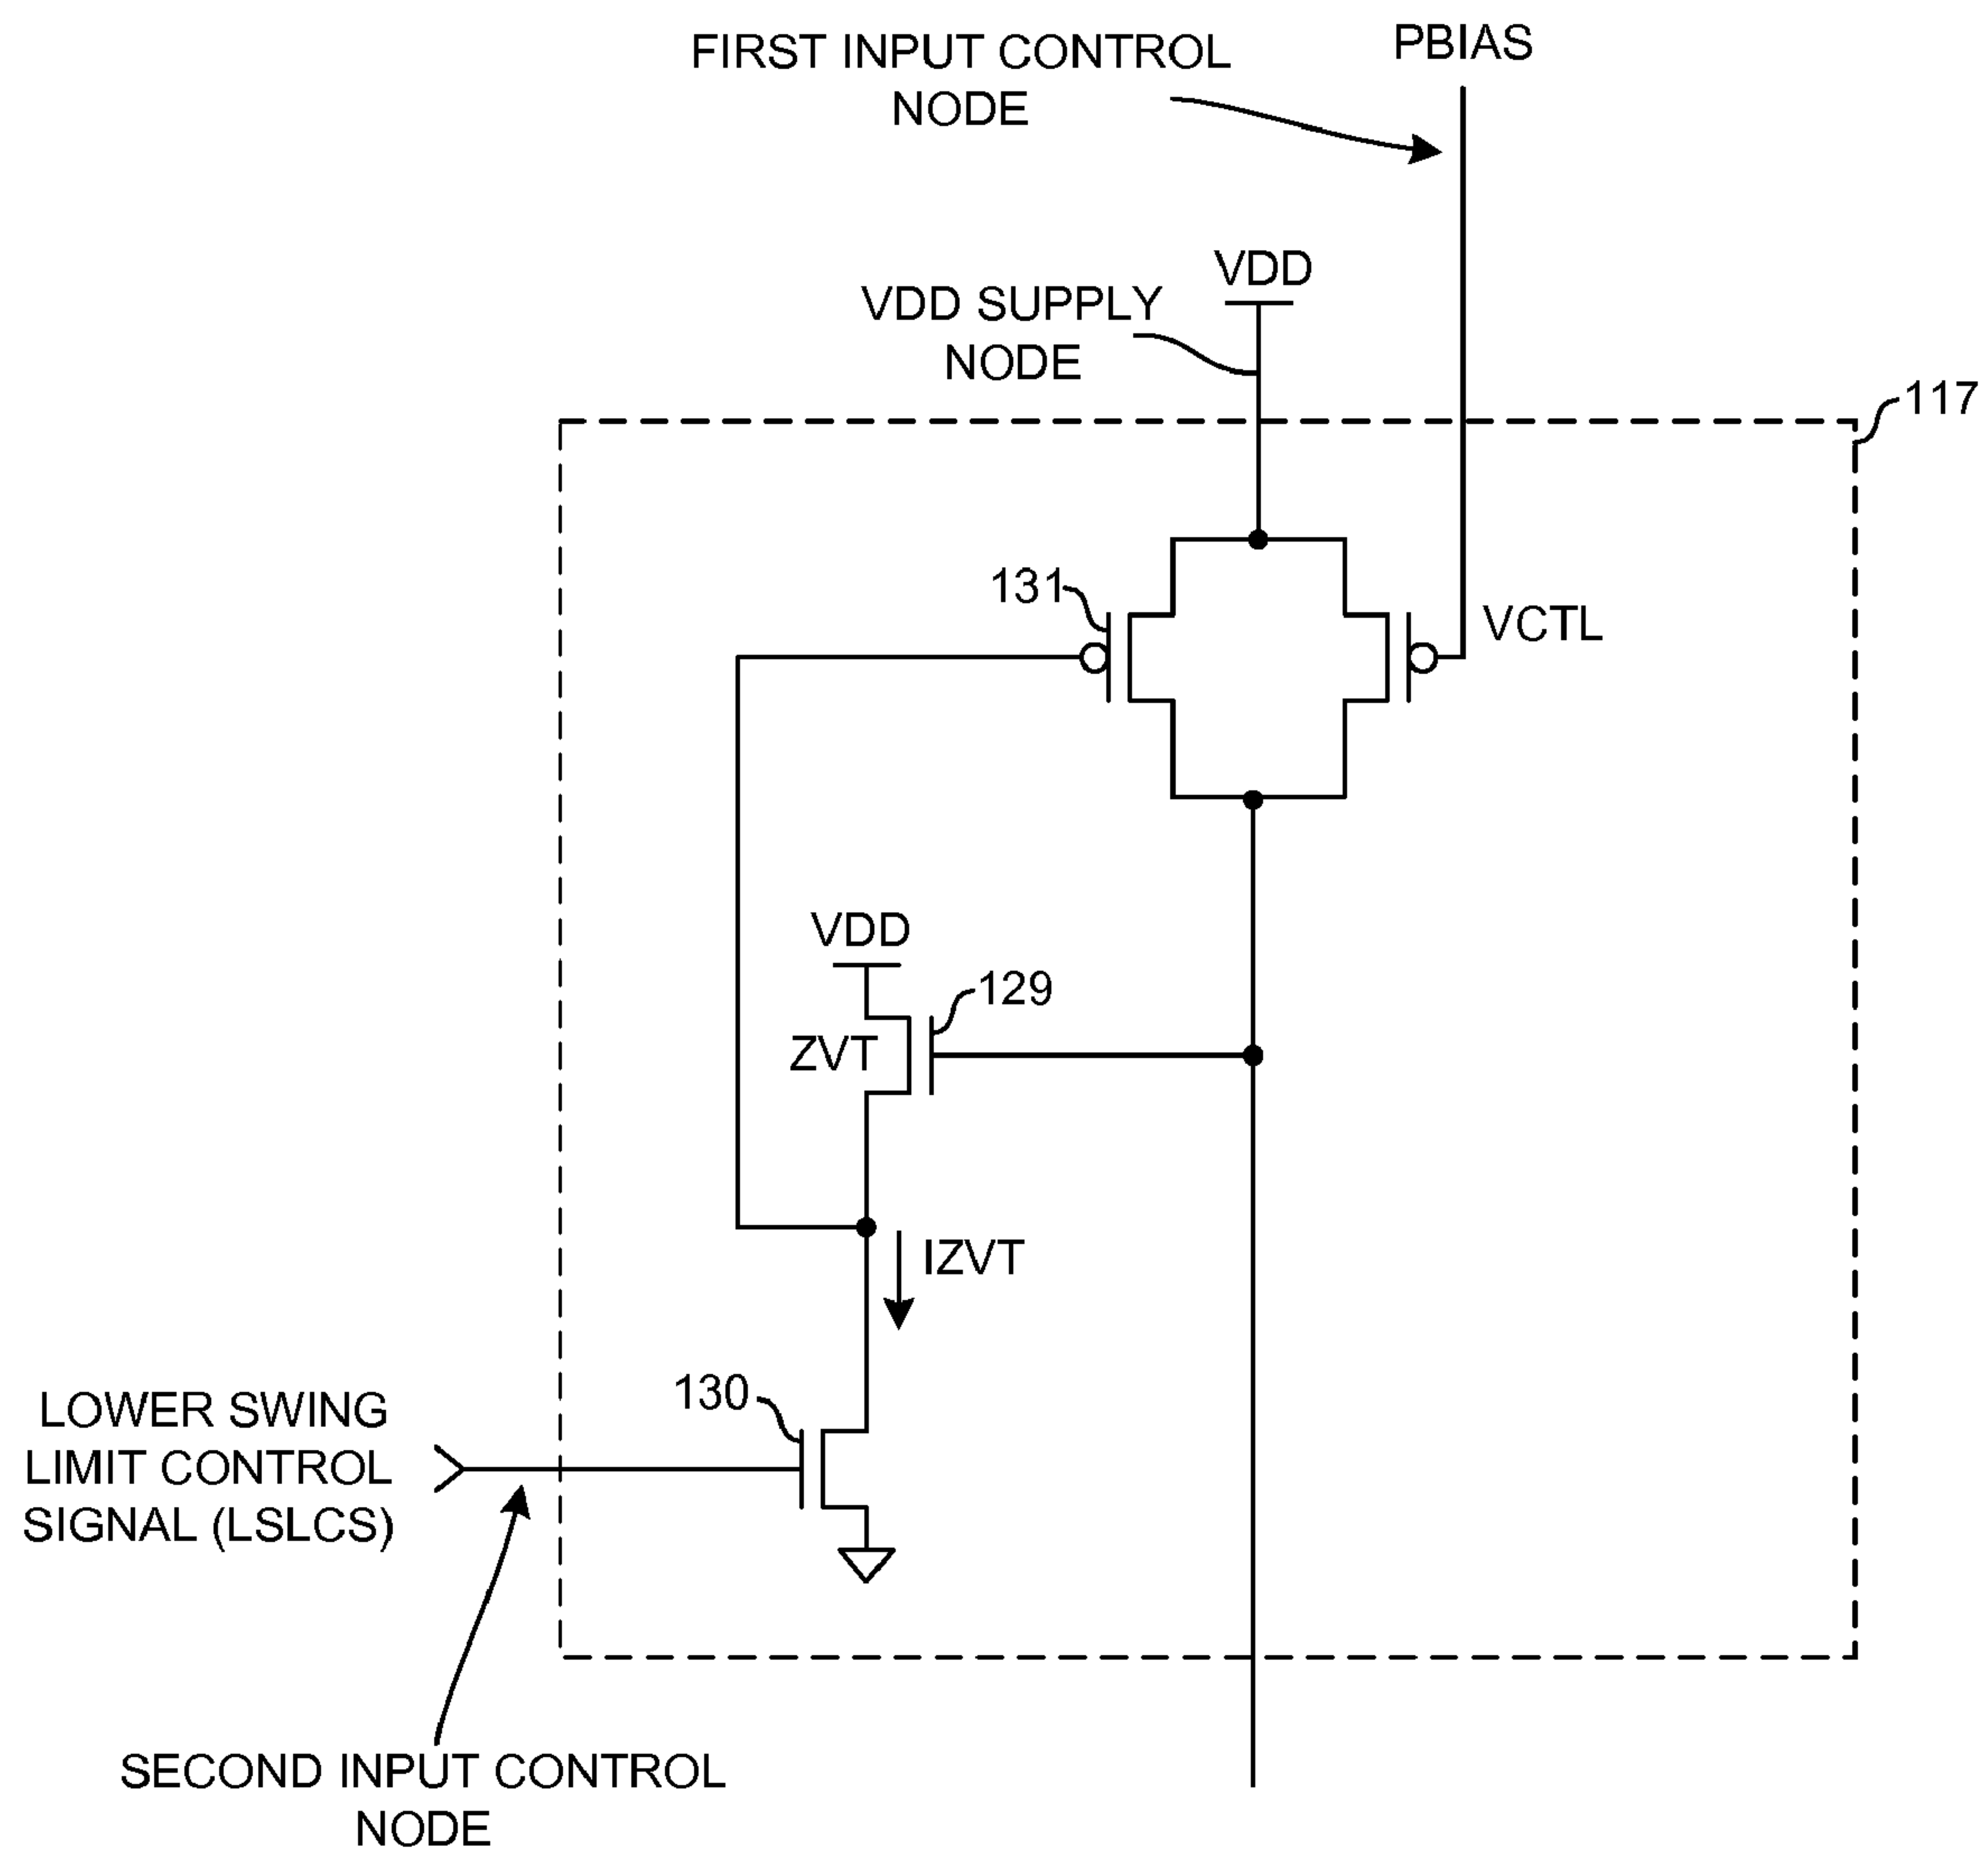 FIRST INPUT CONTROL
NODE
PBIAS
VDD
VDD SUPPLY
NODE
117
131
VCTL
VDD
129
ZVT
IZVT
130
LOWER SWING
LIMIT CONTROL
SIGNAL (LSLCS)
SECOND INPUT CONTROL
NODE